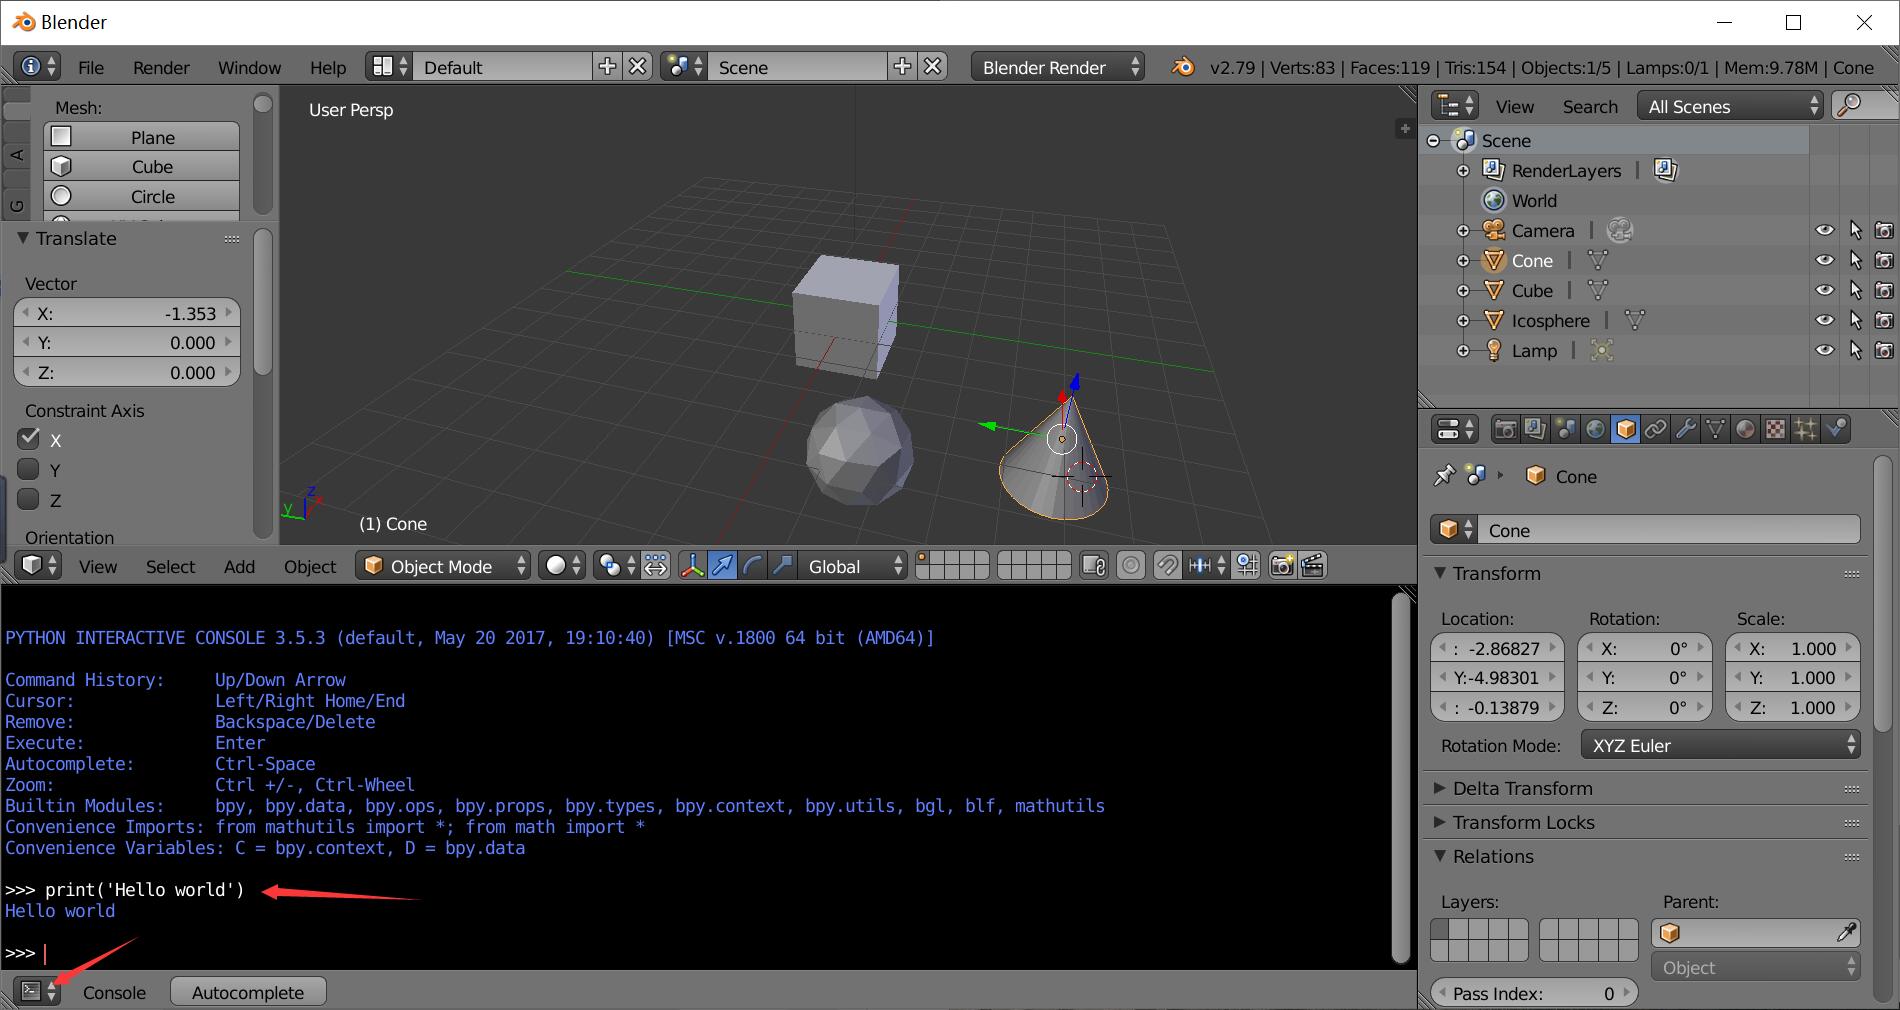 Blender
File Render Window Help Default Scene Blender Render v2.79 | Verts:83 | Faces:119 | Tris:154 | Objects:1/5 | Lamps:0/1 | Mem:9.78M | Cone
Mesh:
Plane
Cube
Circle
A
G
Translate
Vector
X: -1.353
Y: 0.000
Z: 0.000
Constraint Axis
X
Y
Z
Orientation
User Persp
z
y
x
(1) Cone
View Select Add Object Object Mode Global
PYTHON INTERACTIVE CONSOLE 3.5.3 (default, May 20 2017, 19:10:40) [MSC v.1800 64 bit (AMD64)]
Command History: Up/Down Arrow
Cursor: Left/Right Home/End
Remove: Backspace/Delete
Execute: Enter
Autocomplete: Ctrl-Space
Zoom: Ctrl +/-, Ctrl-Wheel
Builtin Modules: bpy, bpy.data, bpy.ops, bpy.props, bpy.types, bpy.context, bpy.utils, bgl, blf, mathutils
Convenience Imports: from mathutils import *; from math import *
Convenience Variables: C = bpy.context, D = bpy.data
>>> print('Hello world')
Hello world
>>>
Console Autocomplete
View Search All Scenes
Scene
RenderLayers |
World
Camera |
Cone |
Cube |
Icosphere |
Lamp |
Cone
Cone
Transform
Location: Rotation: Scale:
: -2.86827 X: 0° X: 1.000
Y:-4.98301 Y: 0° Y: 1.000
: -0.13879 Z: 0° Z: 1.000
Rotation Mode: XYZ Euler
Delta Transform
Transform Locks
Relations
Layers: Parent:
Object
Pass Index: 0